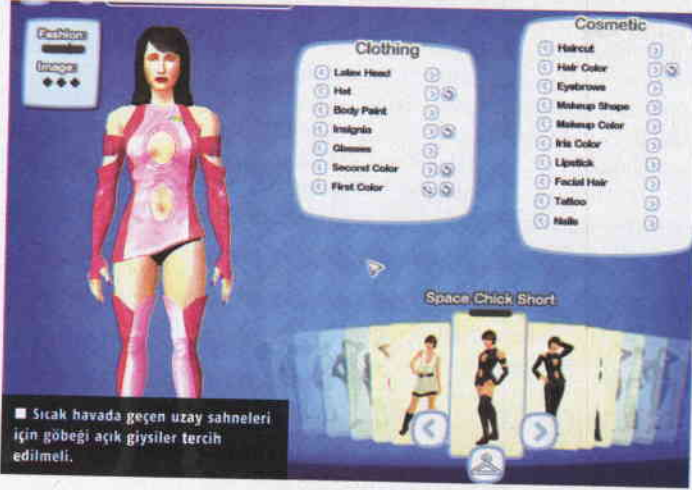 Fashion:
Image:
Clothing
Latex Head
Hat
Body Paint
Insignia
Glasses
Second Color
First Color
Cosmetic
Haircut
Hair Color
Eyebrows
Makeup Shape
Makeup Color
Iris Color
Lipstick
Facial Hair
Tattoo
Nails
Space Chick Short
■ Sıcak havada geçen uzay sahneleri
için göbeği açık giysiler tercih
edilmeli.